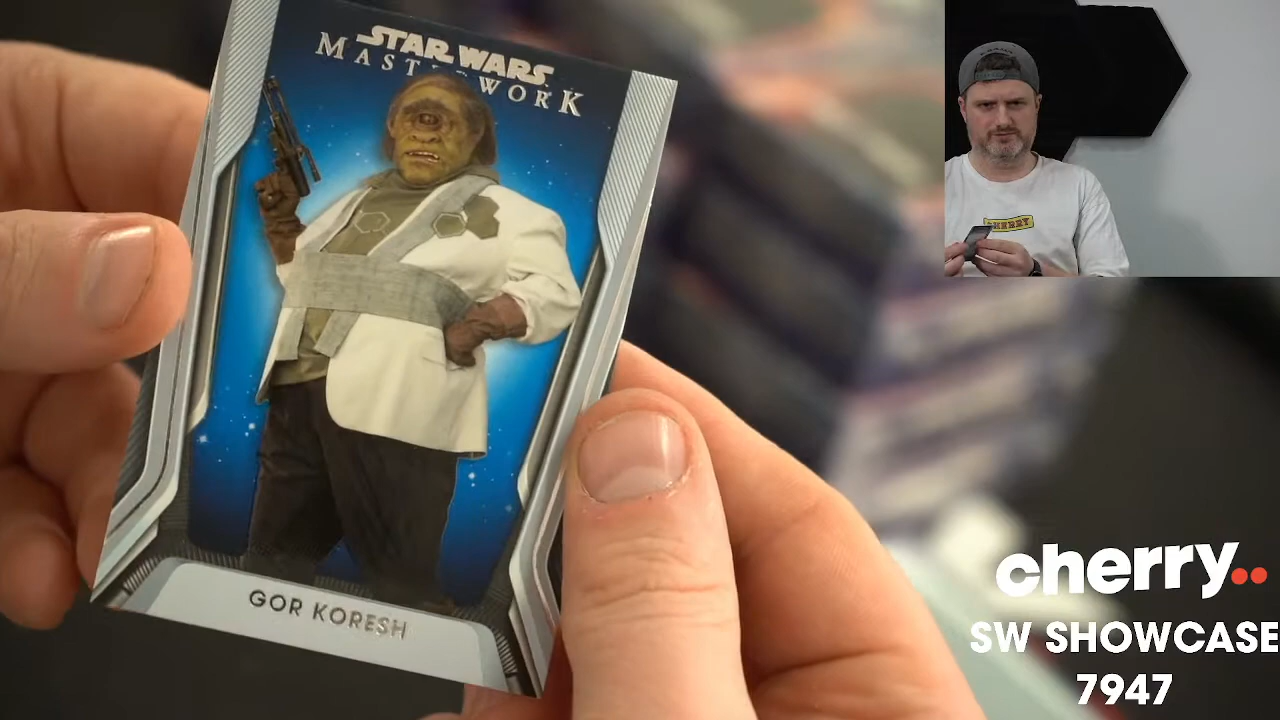 STAR WARS
MASTERWORK
GOR KORESH
CHERRY
cherry..
SW SHOWCASE
7947